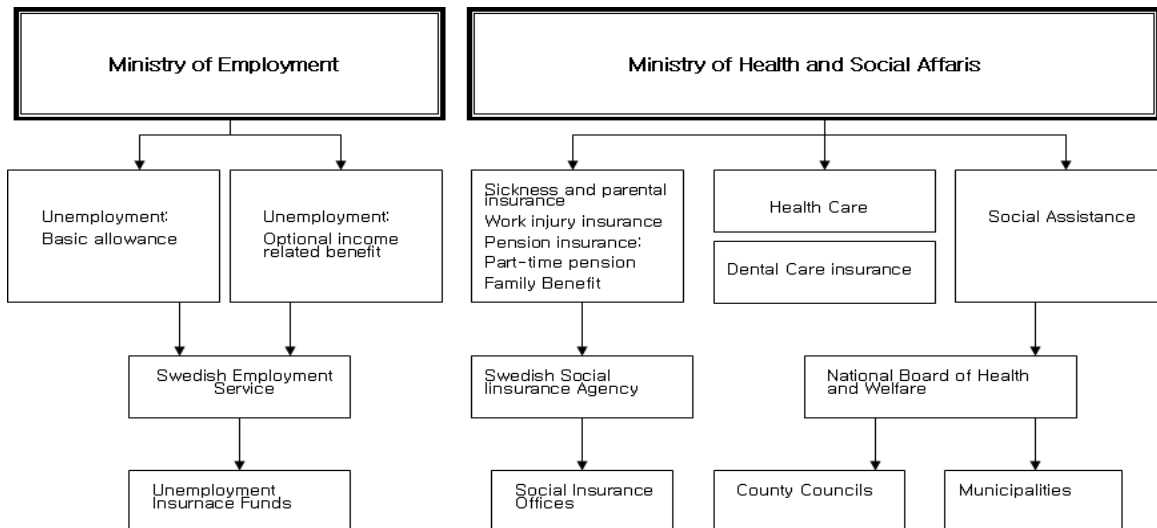 Ministry of Employment
Ministry of Health and Social Affaris
Unemployment:
Basic allowance
Unemployment:
Optional income
related benefit
Sickness and parental
insurance
Work injury insurance
Pension insurance:
Part-time pension
Family Benefit
Health Care
Dental Care insurance
Social Assistance
Swedish Employment
Service
Swedish Social
Iinsurance Agency
National Board of Health
and Welfare
Unemployment
Insurnace Funds
Social Insurance
Offices
County Councils
Municipalities